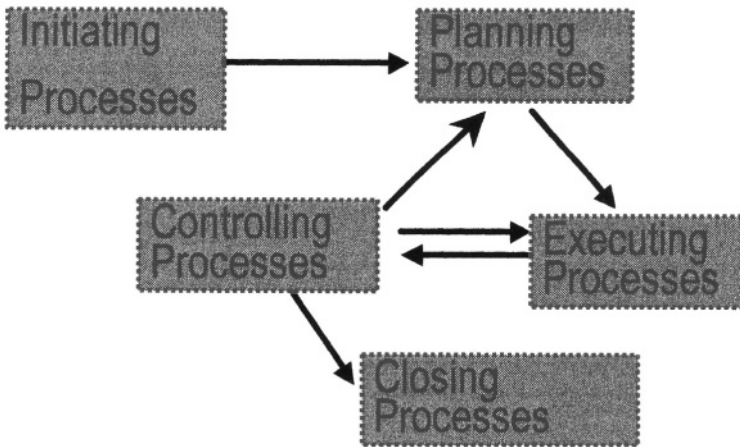 Initiating
Processes
Planning
Processes
Controlling
Processes
Executing
Processes
Closing
Processes